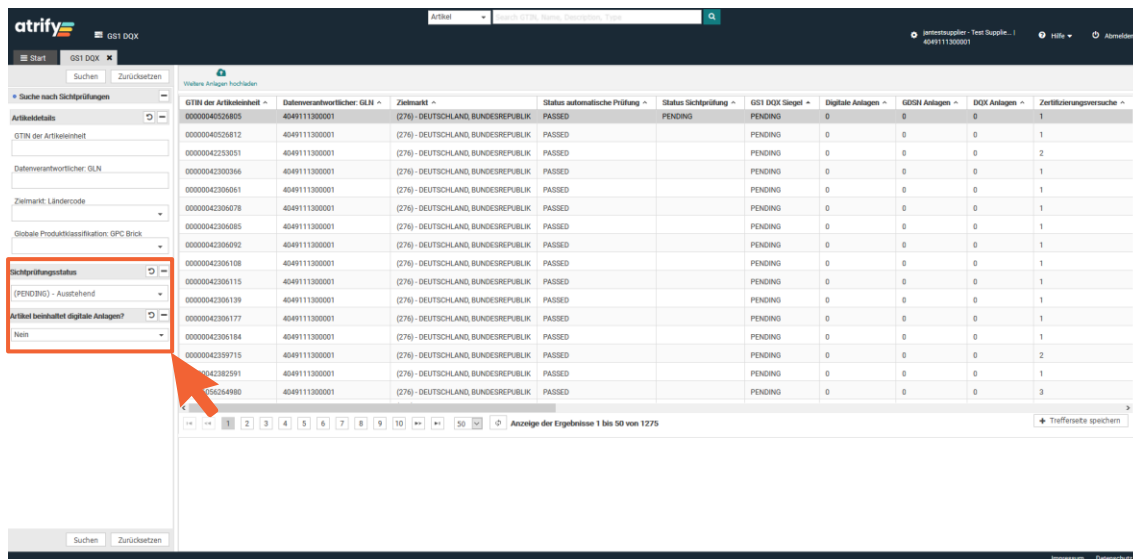 atrify
GS1 DQX
Artikel
Search GTIN, Name, Description, Type
jantestsupplier - Test Supplie... |
4049111300001
Hilfe
Abmelden
Start
GS1 DQX
Suchen Zurücksetzen
Weitere Anlagen hochladen
Suche nach Sichtprüfungen
Artikeldetails
GTIN der Artikeleinheit
Datenverantwortlicher: GLN
Zielmarkt: Ländercode
Globale Produktklassifikation: GPC Brick
Sichtprüfungsstatus
(PENDING) - Ausstehend
Artikel beinhaltet digitale Anlagen?
Nein
GTIN der Artikeleinheit Datenverantwortlicher: GLN Zielmarkt Status automatische Prüfung Status Sichtprüfung GS1 DQX Siegel Digitale Anlagen GDSN Anlagen DQX Anlagen Zertifizierungsversuche
00000040526805 4049111300001 (276) - DEUTSCHLAND, BUNDESREPUBLIK PASSED PENDING PENDING 0 0 0 1
00000040526812 4049111300001 (276) - DEUTSCHLAND, BUNDESREPUBLIK PASSED PENDING 0 0 0 1
00000042253051 4049111300001 (276) - DEUTSCHLAND, BUNDESREPUBLIK PASSED PENDING 0 0 0 2
00000042300366 4049111300001 (276) - DEUTSCHLAND, BUNDESREPUBLIK PASSED PENDING 0 0 0 1
00000042306061 4049111300001 (276) - DEUTSCHLAND, BUNDESREPUBLIK PASSED PENDING 0 0 0 1
00000042306078 4049111300001 (276) - DEUTSCHLAND, BUNDESREPUBLIK PASSED PENDING 0 0 0 1
00000042306085 4049111300001 (276) - DEUTSCHLAND, BUNDESREPUBLIK PASSED PENDING 0 0 0 1
00000042306092 4049111300001 (276) - DEUTSCHLAND, BUNDESREPUBLIK PASSED PENDING 0 0 0 1
00000042306108 4049111300001 (276) - DEUTSCHLAND, BUNDESREPUBLIK PASSED PENDING 0 0 0 1
00000042306115 4049111300001 (276) - DEUTSCHLAND, BUNDESREPUBLIK PASSED PENDING 0 0 0 1
00000042306139 4049111300001 (276) - DEUTSCHLAND, BUNDESREPUBLIK PASSED PENDING 0 0 0 1
00000042306177 4049111300001 (276) - DEUTSCHLAND, BUNDESREPUBLIK PASSED PENDING 0 0 0 1
00000042306184 4049111300001 (276) - DEUTSCHLAND, BUNDESREPUBLIK PASSED PENDING 0 0 0 1
00000042359715 4049111300001 (276) - DEUTSCHLAND, BUNDESREPUBLIK PASSED PENDING 0 0 0 2
0042382591 4049111300001 (276) - DEUTSCHLAND, BUNDESREPUBLIK PASSED PENDING 0 0 0 1
056264980 4049111300001 (276) - DEUTSCHLAND, BUNDESREPUBLIK PASSED PENDING 0 0 0 3
1 2 3 4 5 6 7 8 9 10 50 Anzeige der Ergebnisse 1 bis 50 von 1275
Trefferseite speichern
Suchen Zurücksetzen
Impressum Datenschutz